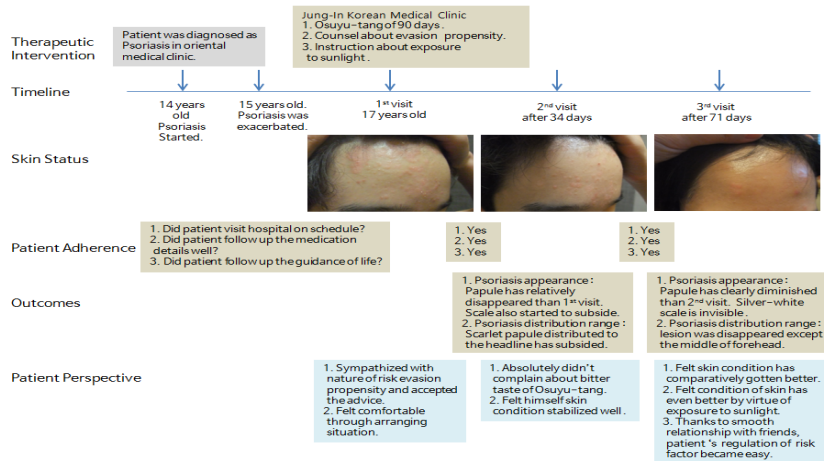 Therapeutic
Intervention
Patient was diagnosed as
Psoriasis in oriental
medical clinic.
Jung-In Korean Medical Clinic
1. Osuyu-tang of 90 days.
2. Counsel about evasion propensity.
3. Instruction about exposure
to sunlight.
Timeline
14 years
old
Psoriasis
Started.
15 years old.
Psoriasis was
exacerbated.
1st visit
17 years old
2nd visit
after 34 days
3rd visit
after 71 days
Skin Status
Patient Adherence
1. Did patient visit hospital on schedule?
2. Did patient follow up the medication
details well?
3. Did patient follow up the guidance of life?
1. Yes
2. Yes
3. Yes
1. Yes
2. Yes
3. Yes
Outcomes
1. Psoriasis appearance:
Papule has relatively
disappeared than 1st visit.
Scale also started to subside.
2. Psoriasis distribution range:
Scarlet papule distributed to
the headline has subsided.
1. Psoriasis appearance:
Papule has clearly diminished
than 2nd visit. Silver-white
scale is invisible.
2. Psoriasis distribution range:
lesion was disappeared except
the middle of forehead.
Patient Perspective
1. Sympathized with
nature of risk evasion
propensity and accepted
the advice.
2. Felt comfortable
through arranging
situation.
1. Absolutely didn't
complain about bitter
taste of Osuyu-tang.
2. Felt himself skin
condition stabilized well.
1. Felt skin condition has
comparatively gotten better.
2. Felt condition of skin has
even better by virtue of
exposure to sunlight.
3. Thanks to smooth
relationship with friends,
patient's regulation of risk
factor became easy.